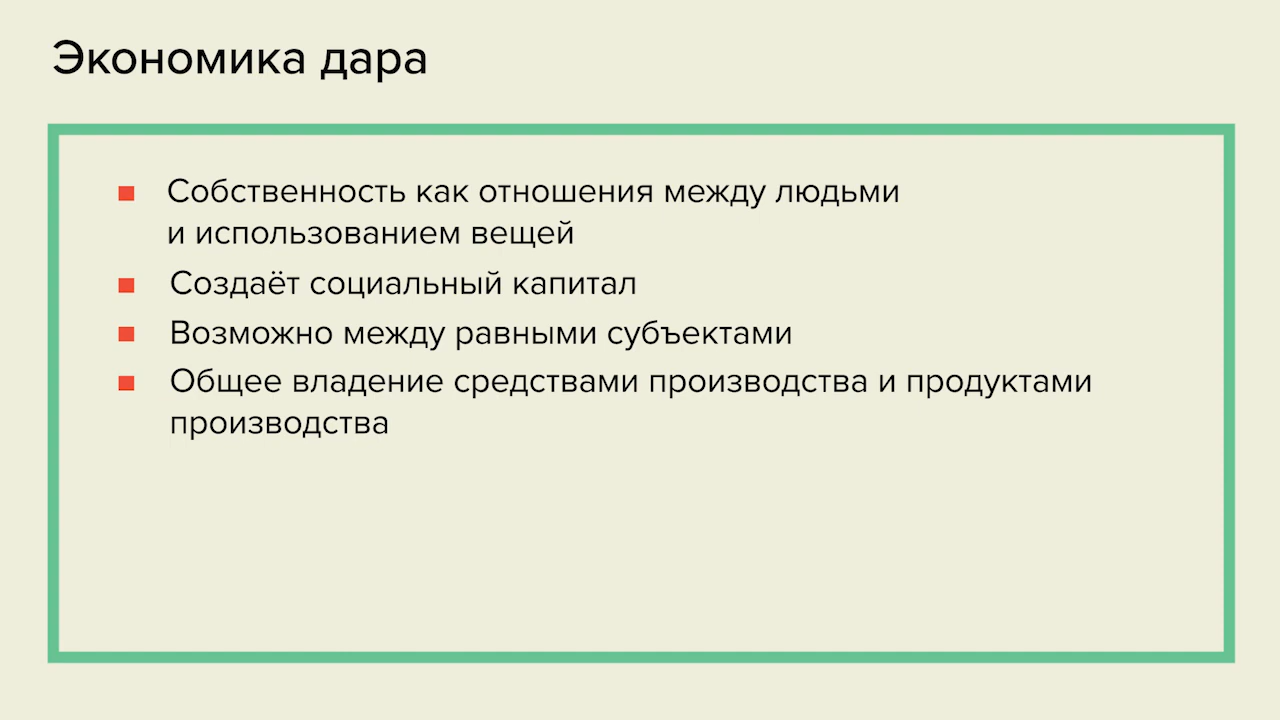 Экономика дара
Собственность как отношения между людьми
и использованием вещей
Создаёт социальный капитал
Возможно между равными субъектами
Общее владение средствами производства и продуктами
производства